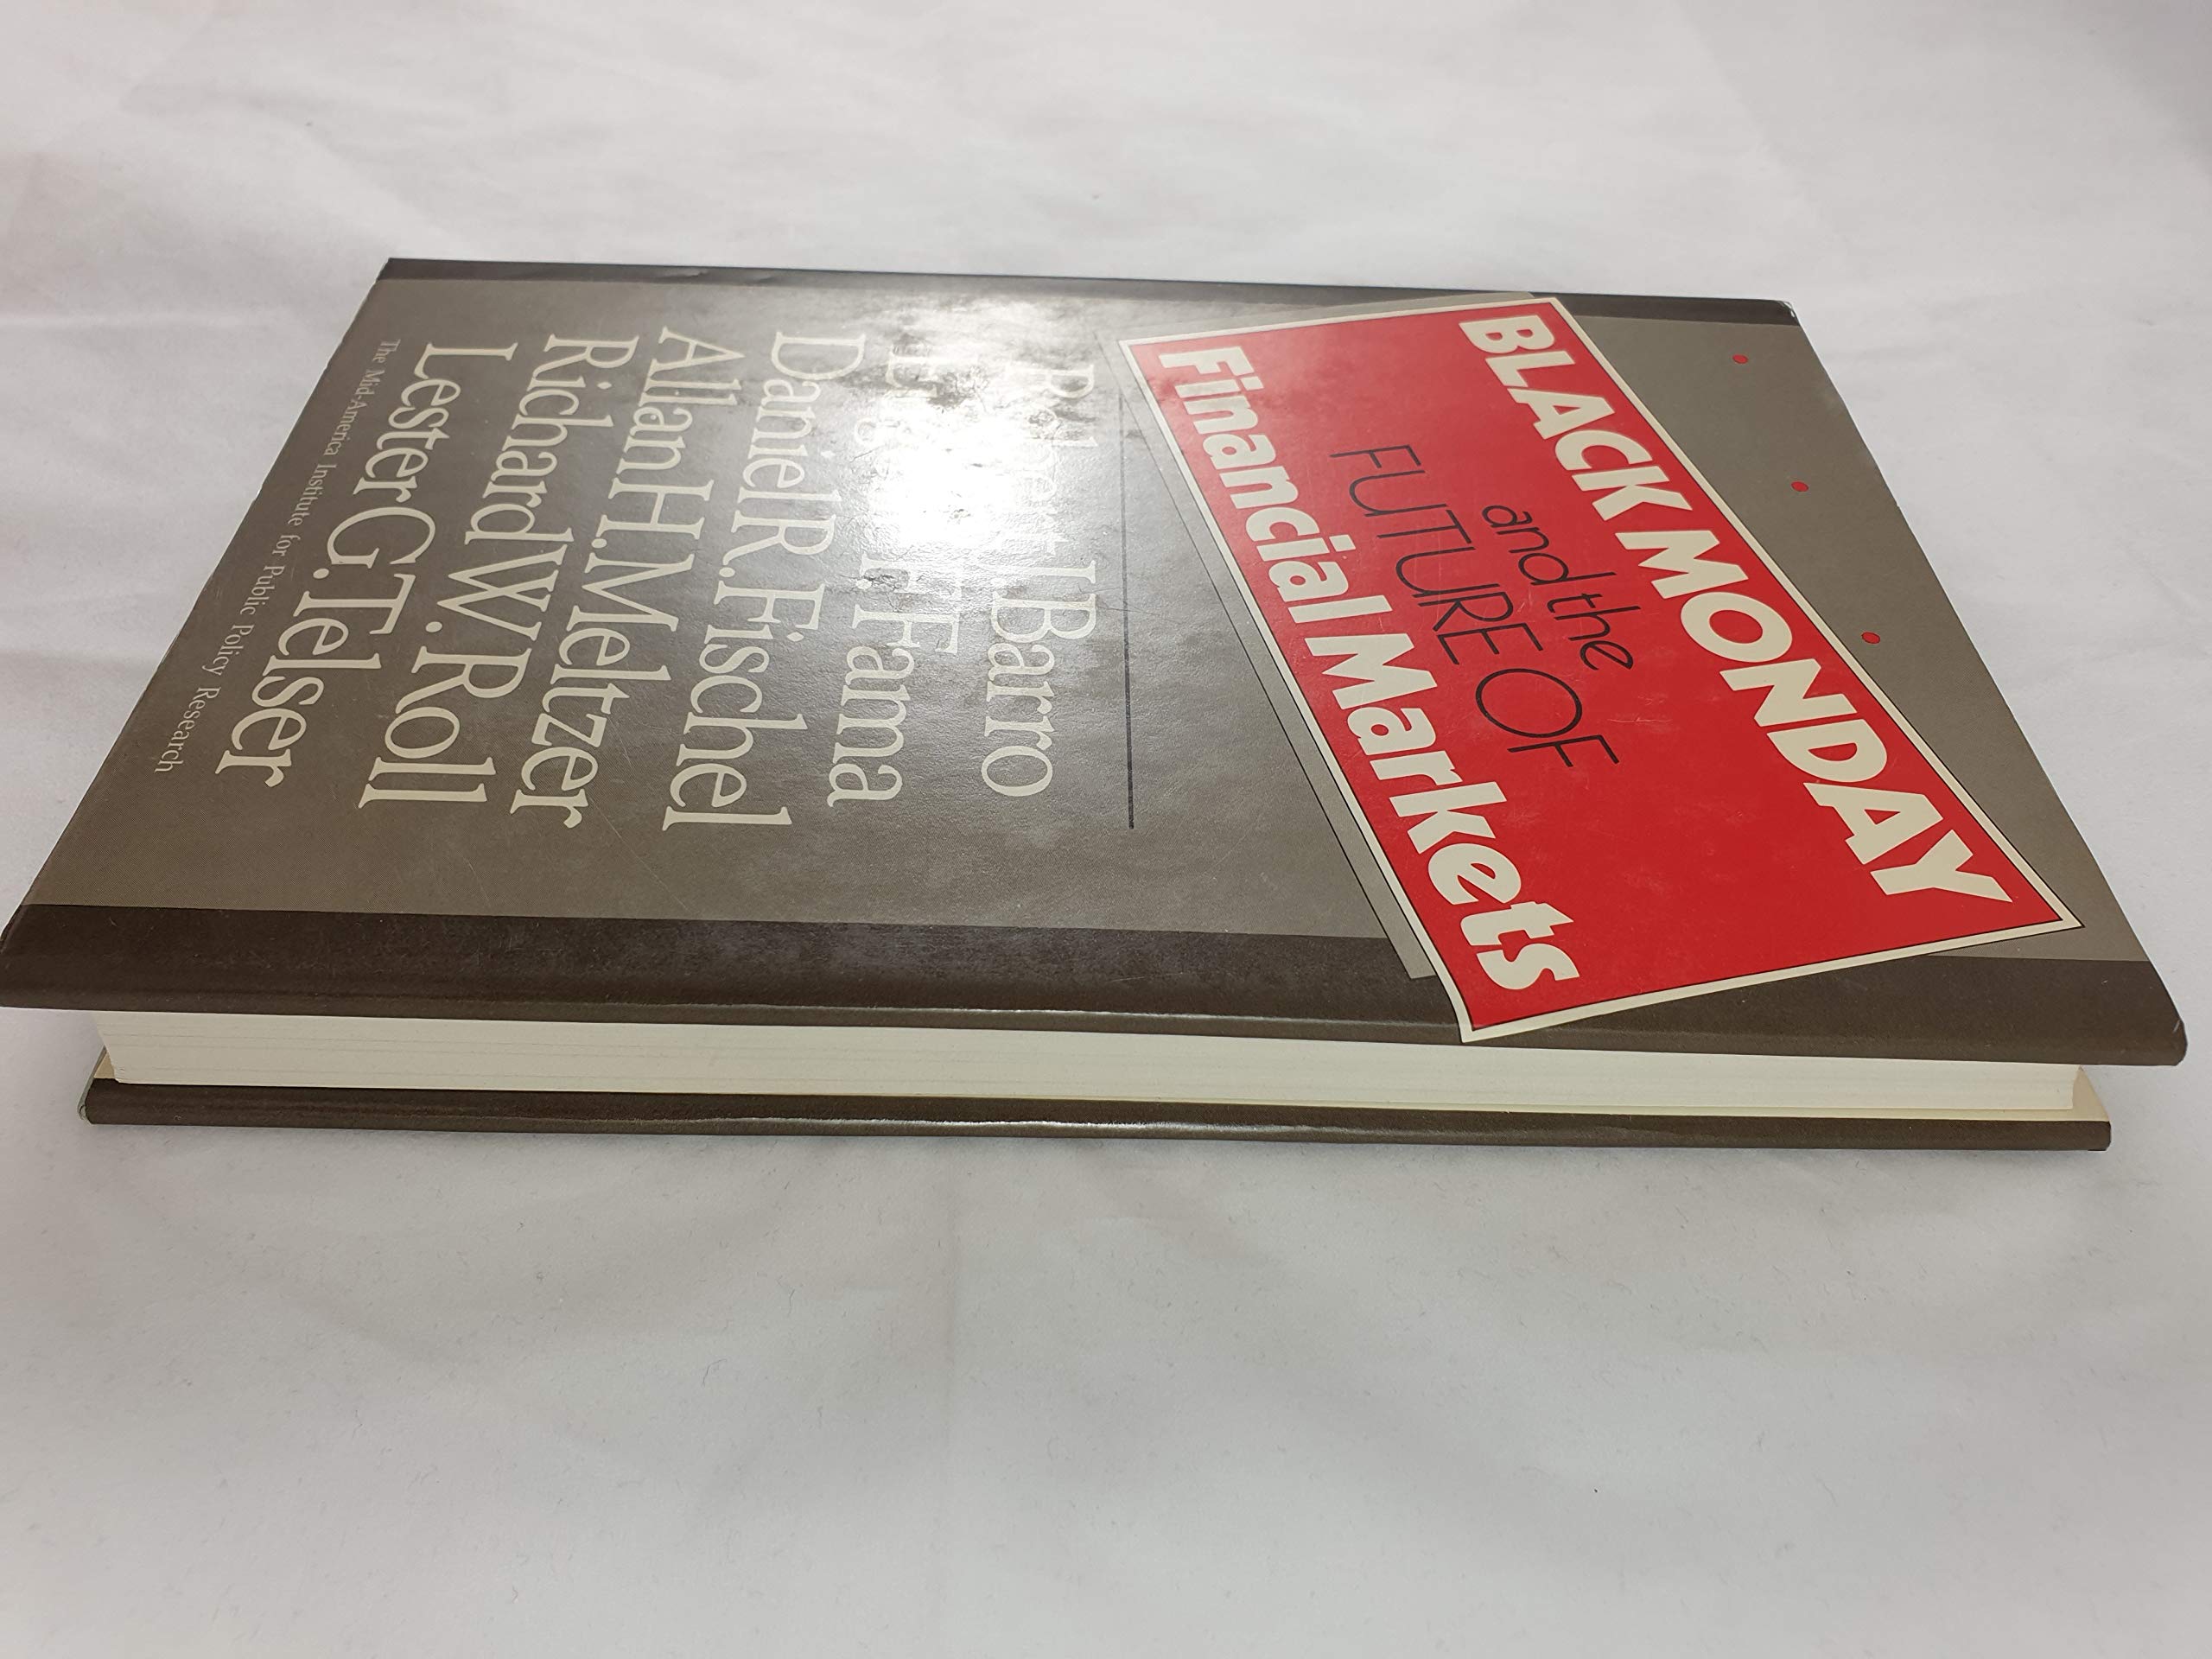 BLACK MONDAY
and the
FUTURE OF
Financial Markets
Robert J. Barro
F. Fama
Daniel R. Fischel
Allan H. Meltzer
Richard W. Roll
Lester G. Telser
The Mid-America Institute for Public Policy Research